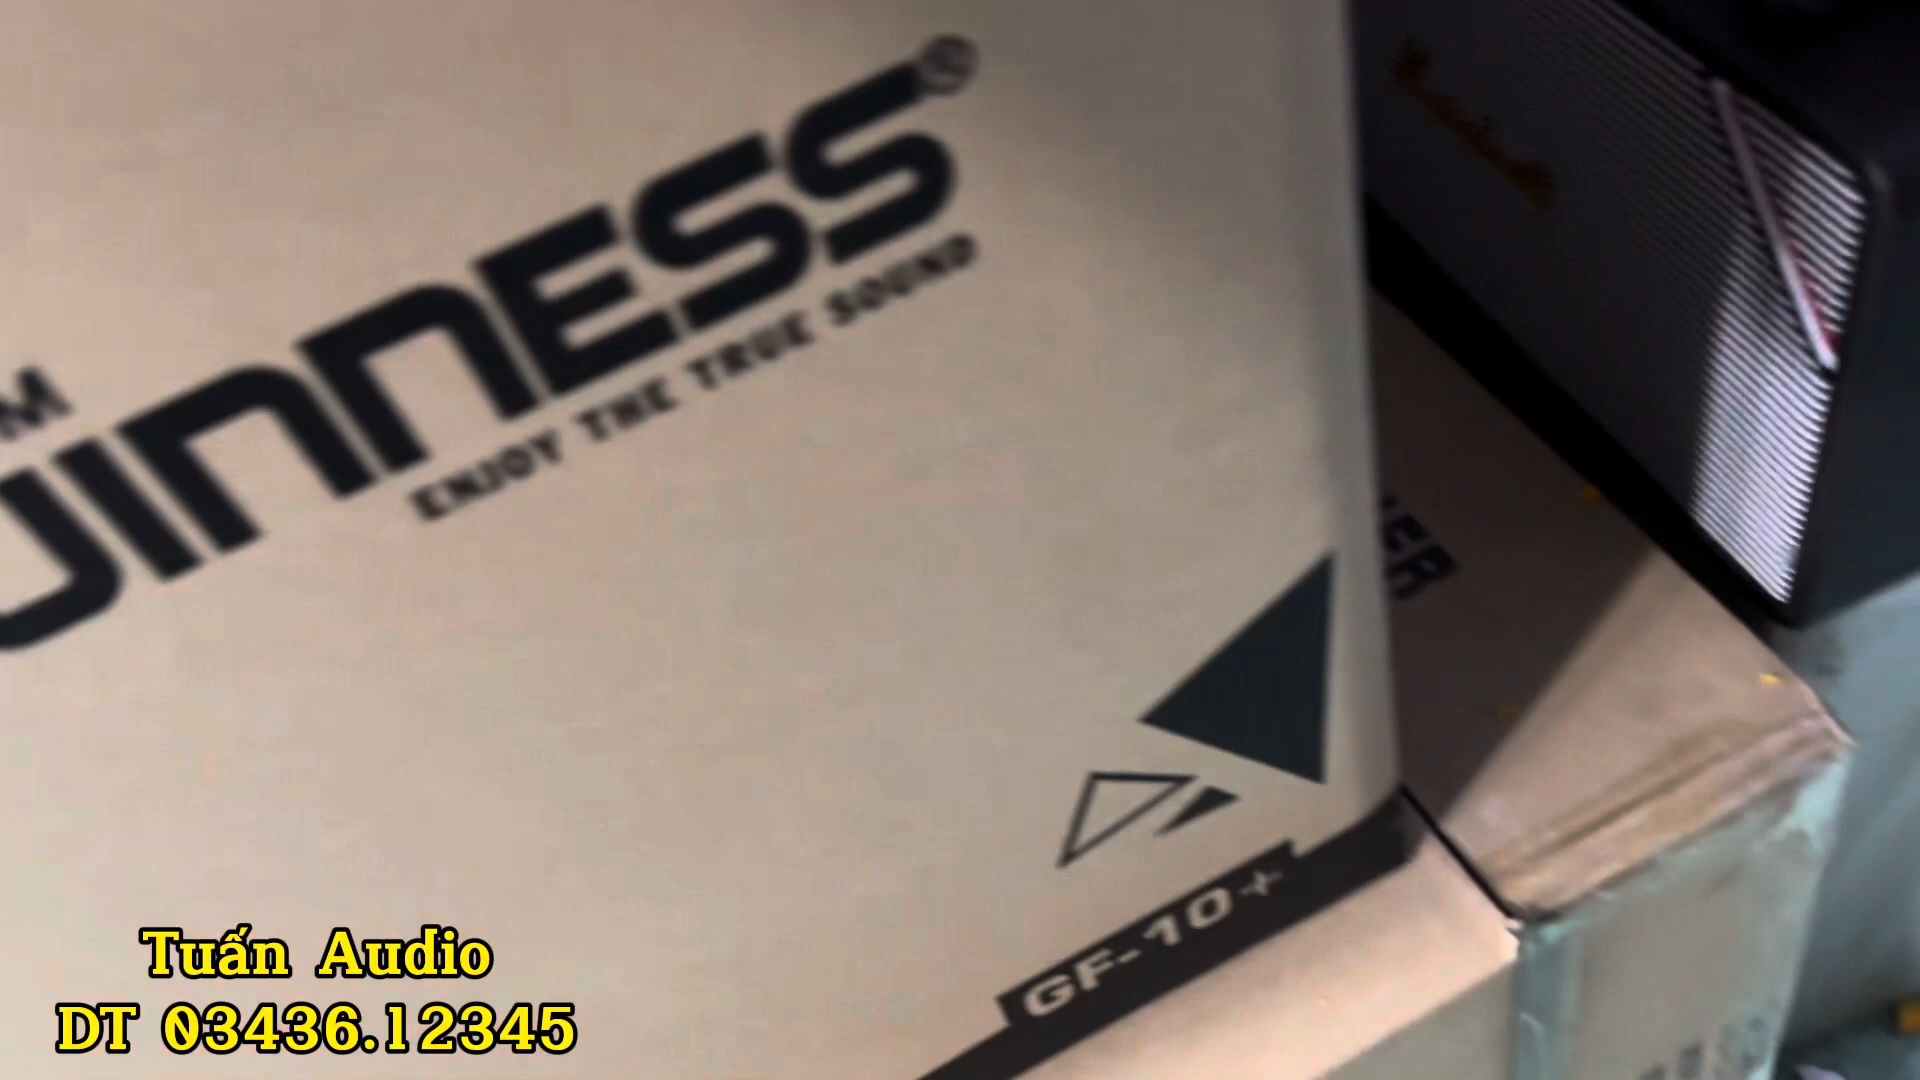 UINNESS®
ENJOY THE TRUE SOUND
GF-10+
Tuấn Audio
DT 03436.12345